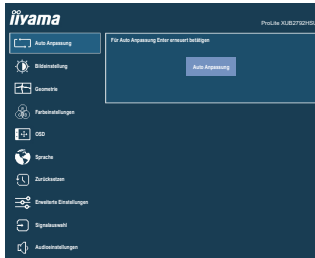 iiyama
ProLite XUB2792HSU
Auto Anpassung
Für Auto Anpassung Enter erneuert betätigen
Auto Anpassung
Bildeinstellung
Geometrie
Farbeinstellungen
OSD
Sprache
Zurücksetzen
Erweiterte Einstellungen
Signalauswahl
Audioeinstellungen